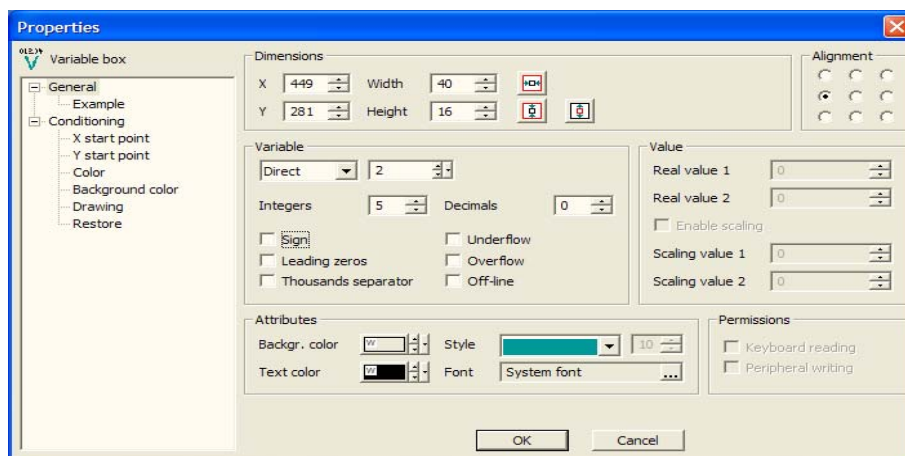 Properties
Variable box
General
Example
Conditioning
X start point
Y start point
Color
Background color
Drawing
Restore
Dimensions
X 449 Width 40
Y 281 Height 16
Alignment
Variable
Direct 2
Integers 5 Decimals 0
Sign Underflow
Leading zeros Overflow
Thousands separator Off-line
Value
Real value 1 0
Real value 2 0
Enable scaling
Scaling value 1 0
Scaling value 2 0
Attributes
Backgr. color W Style 10
Text color W Font System font ...
Permissions
Keyboard reading
Peripheral writing
OK Cancel